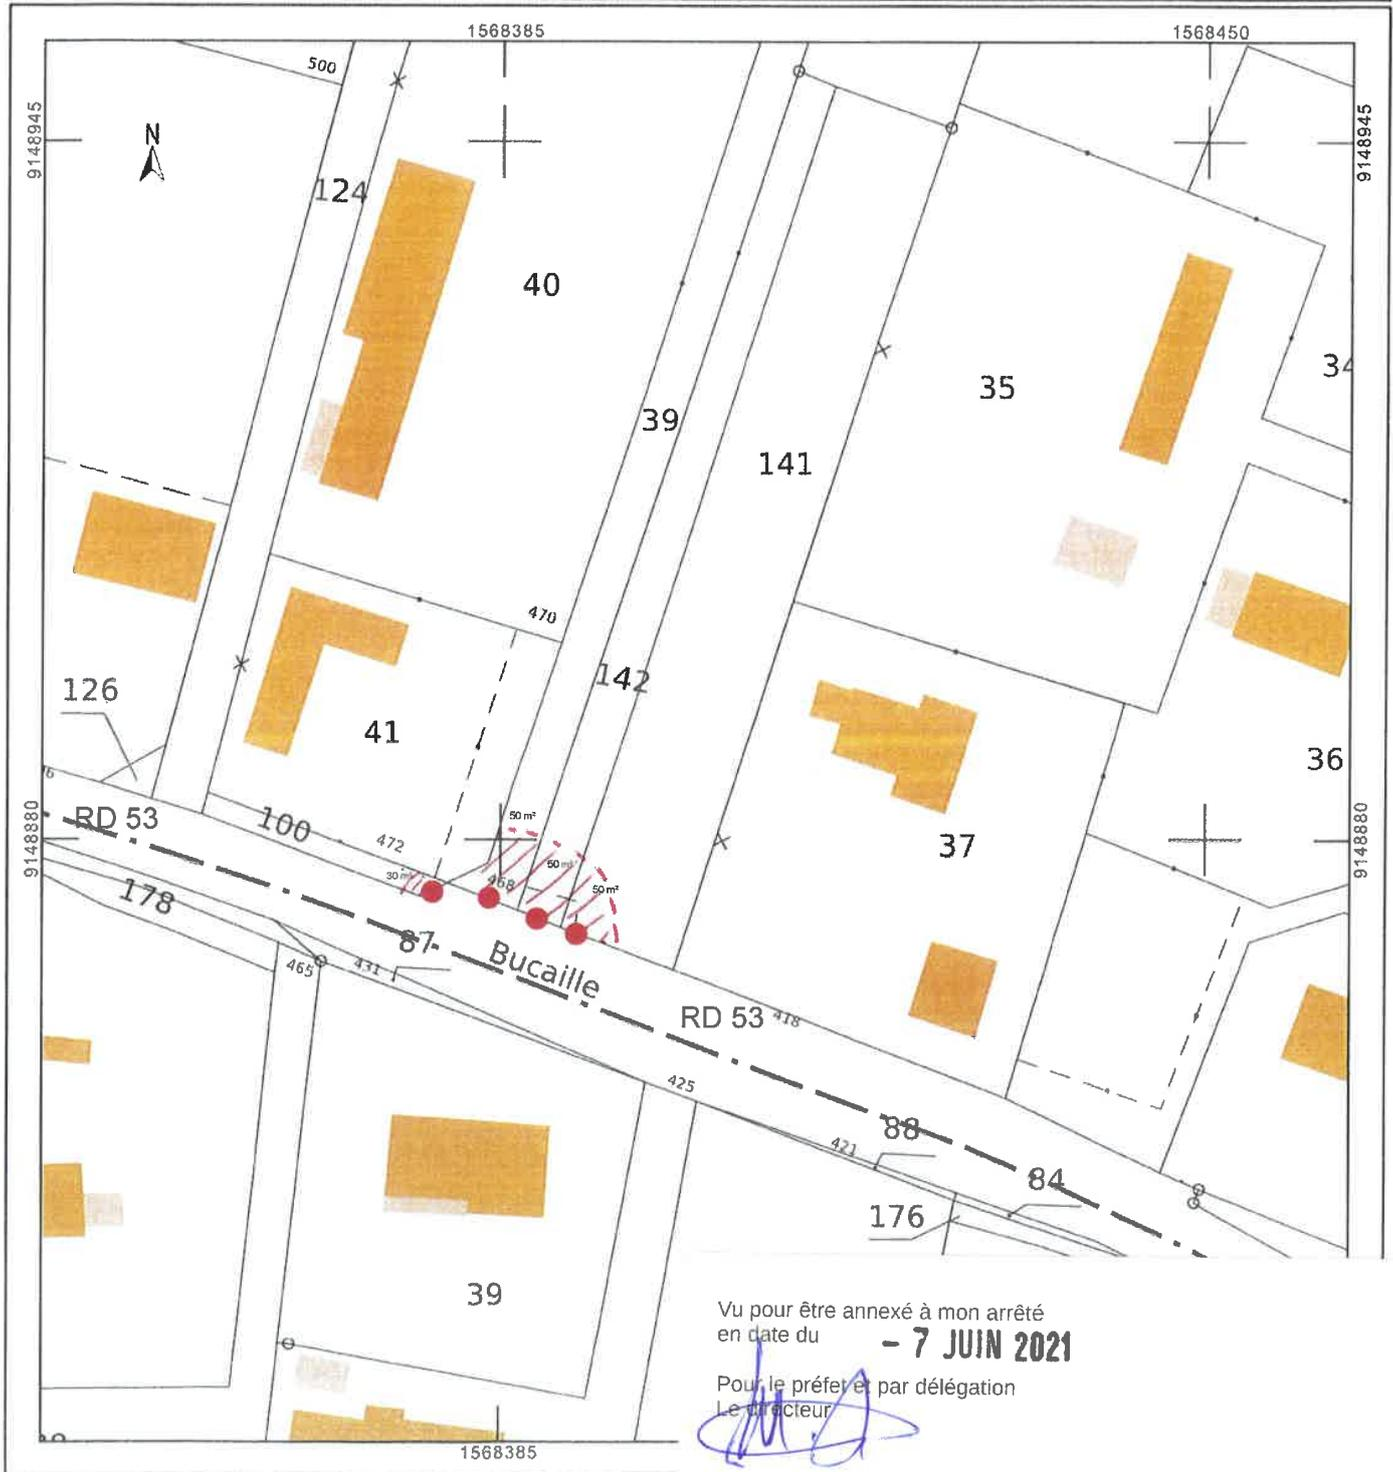 1568385
1568450
500
9148945
9148945
N
124
40
35
34
39
141
470
142
126
41
36
RD 53
100
472
50 m²
37
9148880
9148880
50 m²
30 m²
468
50 m²
178
87
Bucaille
465
431
RD 53
418
425
88
421
84
176
39
Vu pour être annexé à mon arrêté
en date du - 7 JUIN 2021
Pour le préfet et par délégation
Le directeur
1568385